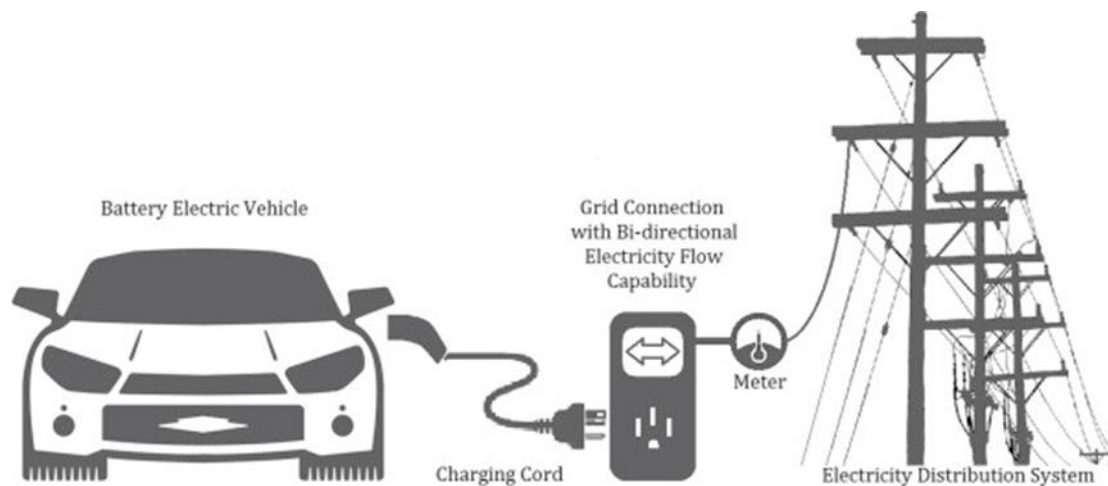 Battery Electric Vehicle
Grid Connection
with Bi-directional
Electricity Flow
Capability
Meter
Charging Cord
Electricity Distribution System